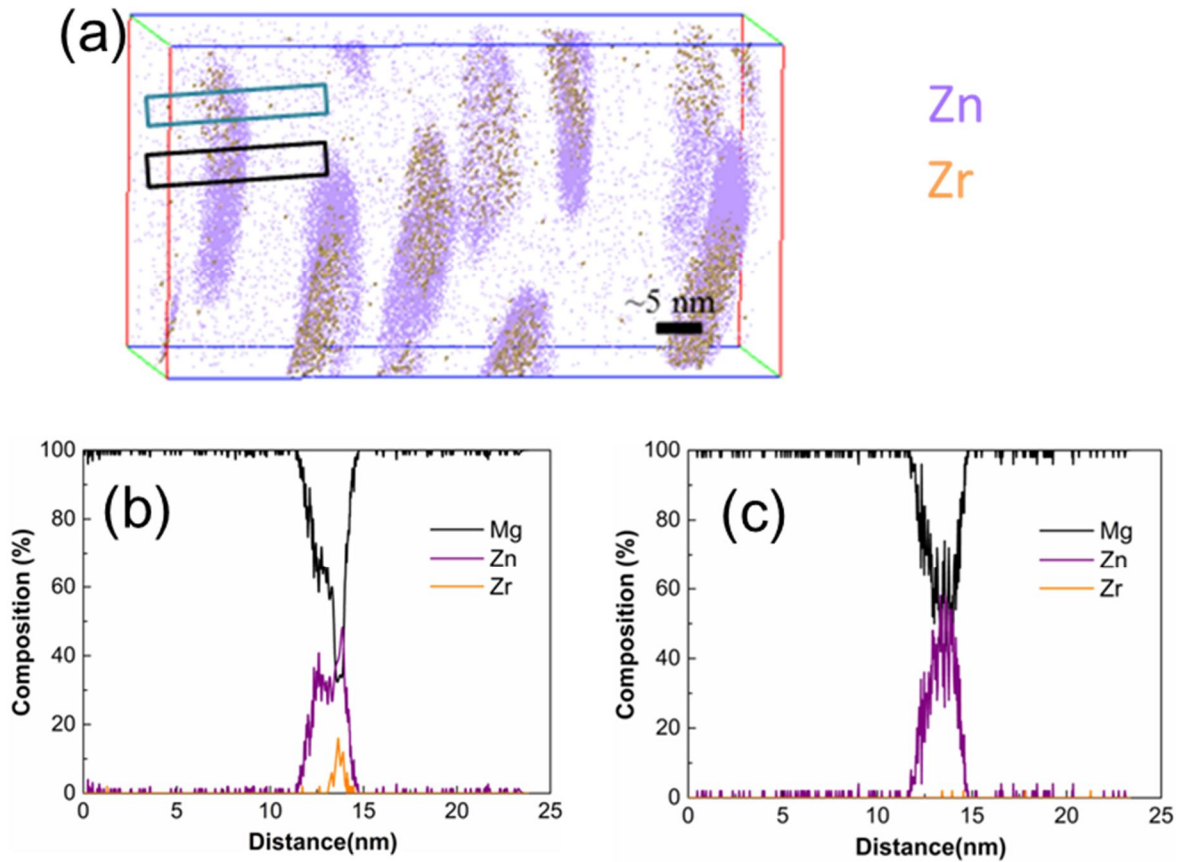 (a)
Zn
Zr
~5 nm
100
80
60
40
20
0
Composition (%)
(b)
Mg
Zn
Zr
0 5 10 15 20 25
Distance(nm)
100
80
60
40
20
0
Composition (%)
(c)
Mg
Zn
Zr
0 5 10 15 20 25
Distance(nm)